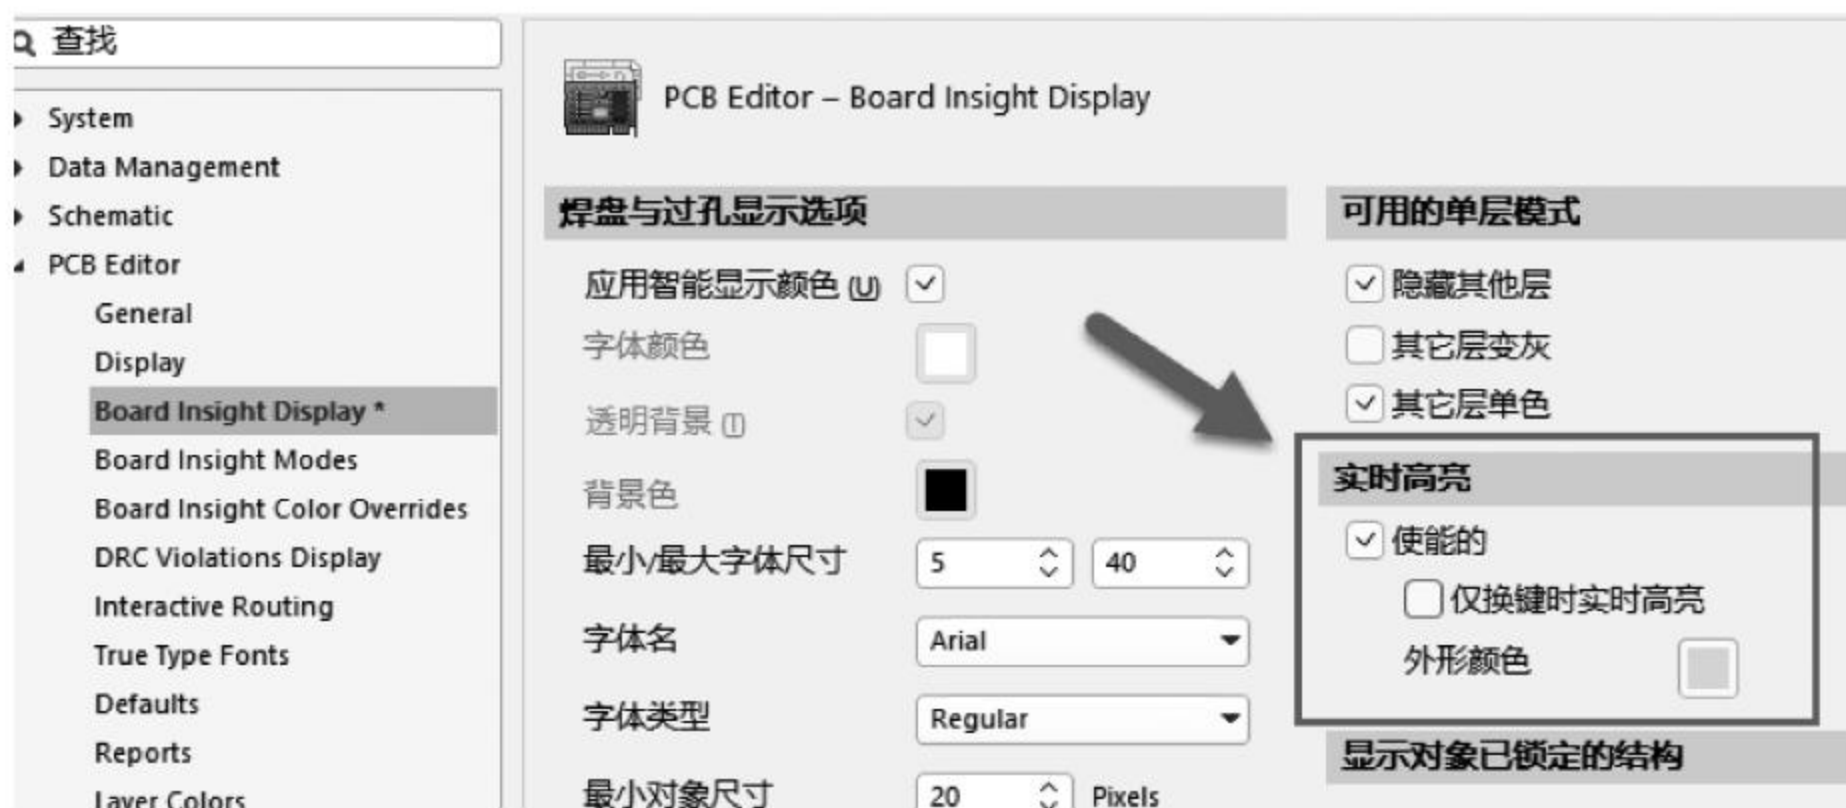 查找
System
Data Management
Schematic
PCB Editor
General
Display
Board Insight Display *
Board Insight Modes
Board Insight Color Overrides
DRC Violations Display
Interactive Routing
True Type Fonts
Defaults
Reports
Layer Colors
PCB Editor – Board Insight Display
焊盘与过孔显示选项
应用智能显示颜色 (U)
字体颜色
透明背景 (I)
背景色
最小/最大字体尺寸 5 40
字体名 Arial
字体类型 Regular
最小对象尺寸 20 Pixels
可用的单层模式
隐藏其他层
其它层变灰
其它层单色
实时高亮
使能的
仅换键时实时高亮
外形颜色
显示对象已锁定的结构